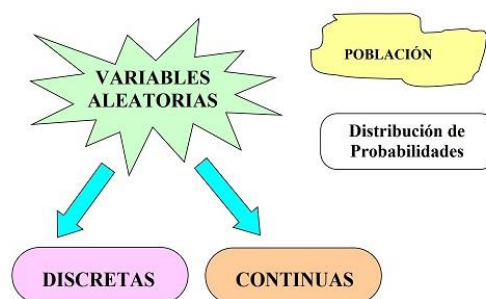 VARIABLES
ALEATORIAS
POBLACIÓN
Distribución de
Probabilidades
DISCRETAS
CONTINUAS